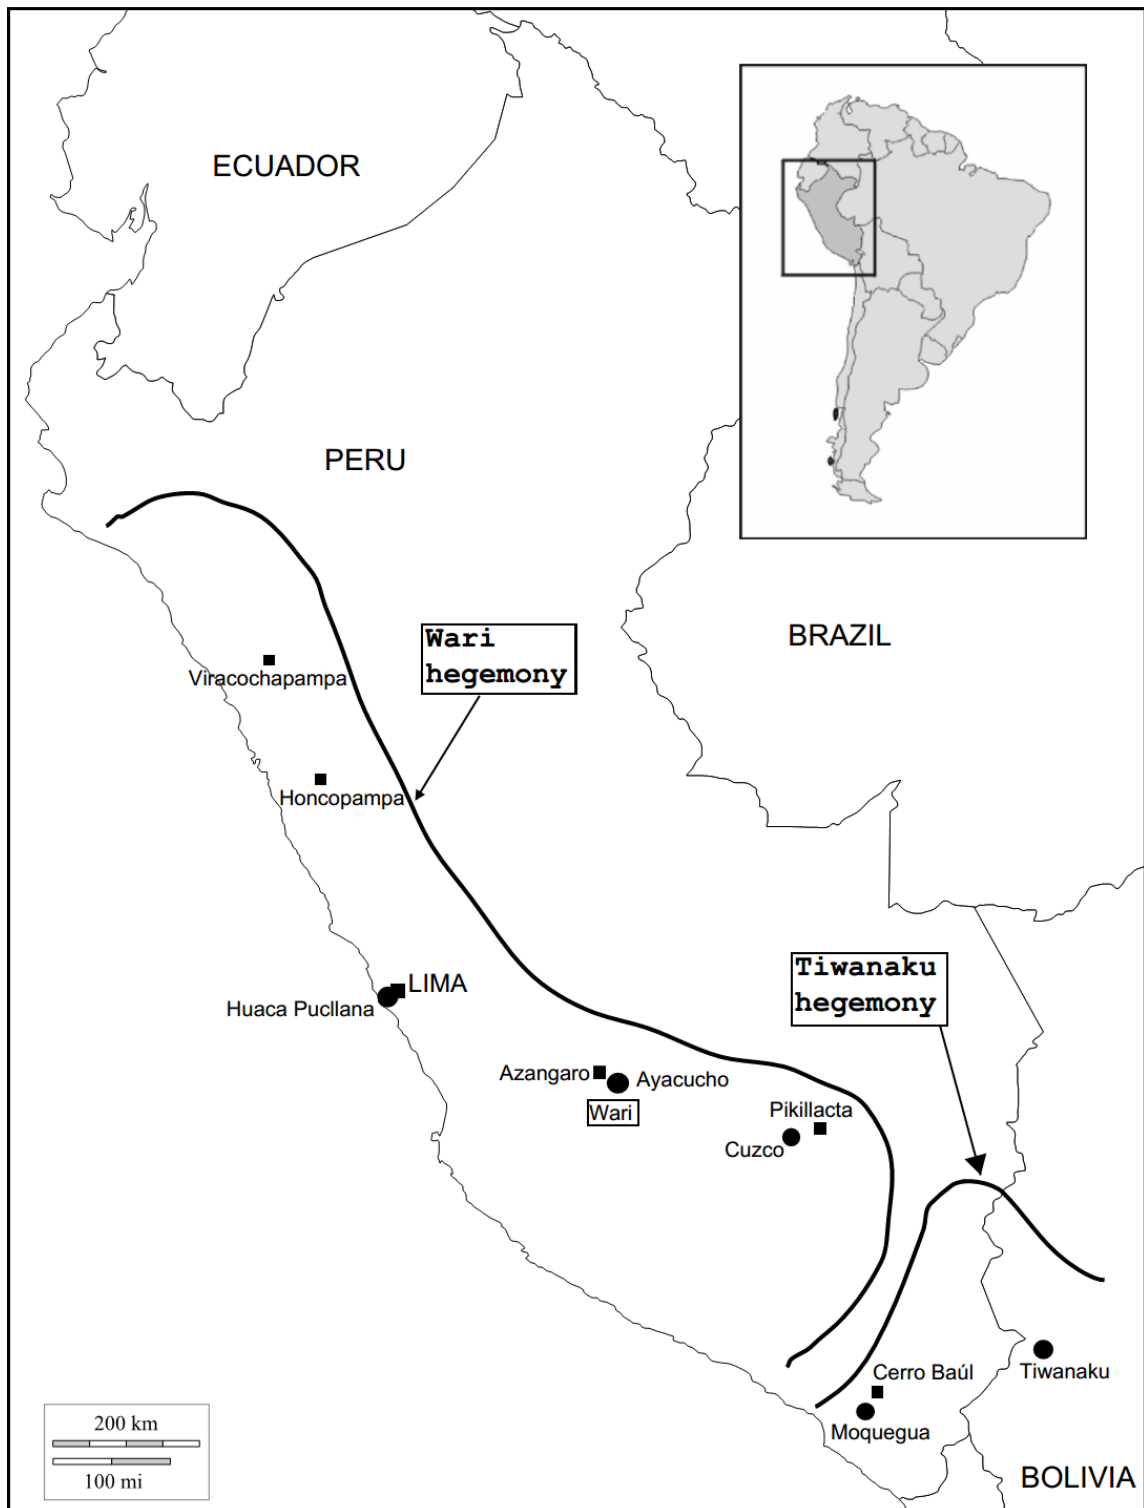 ECUADOR
PERU
Wari
hegemony
BRAZIL
Viracochapampa
Honcopampa
LIMA
Huaca Pucllana
Tiwanaku
hegemony
Azangaro
Ayacucho
Wari
Pikillacta
Cuzco
Cerro Baúl
Tiwanaku
Moquegua
200 km
100 mi
BOLIVIA